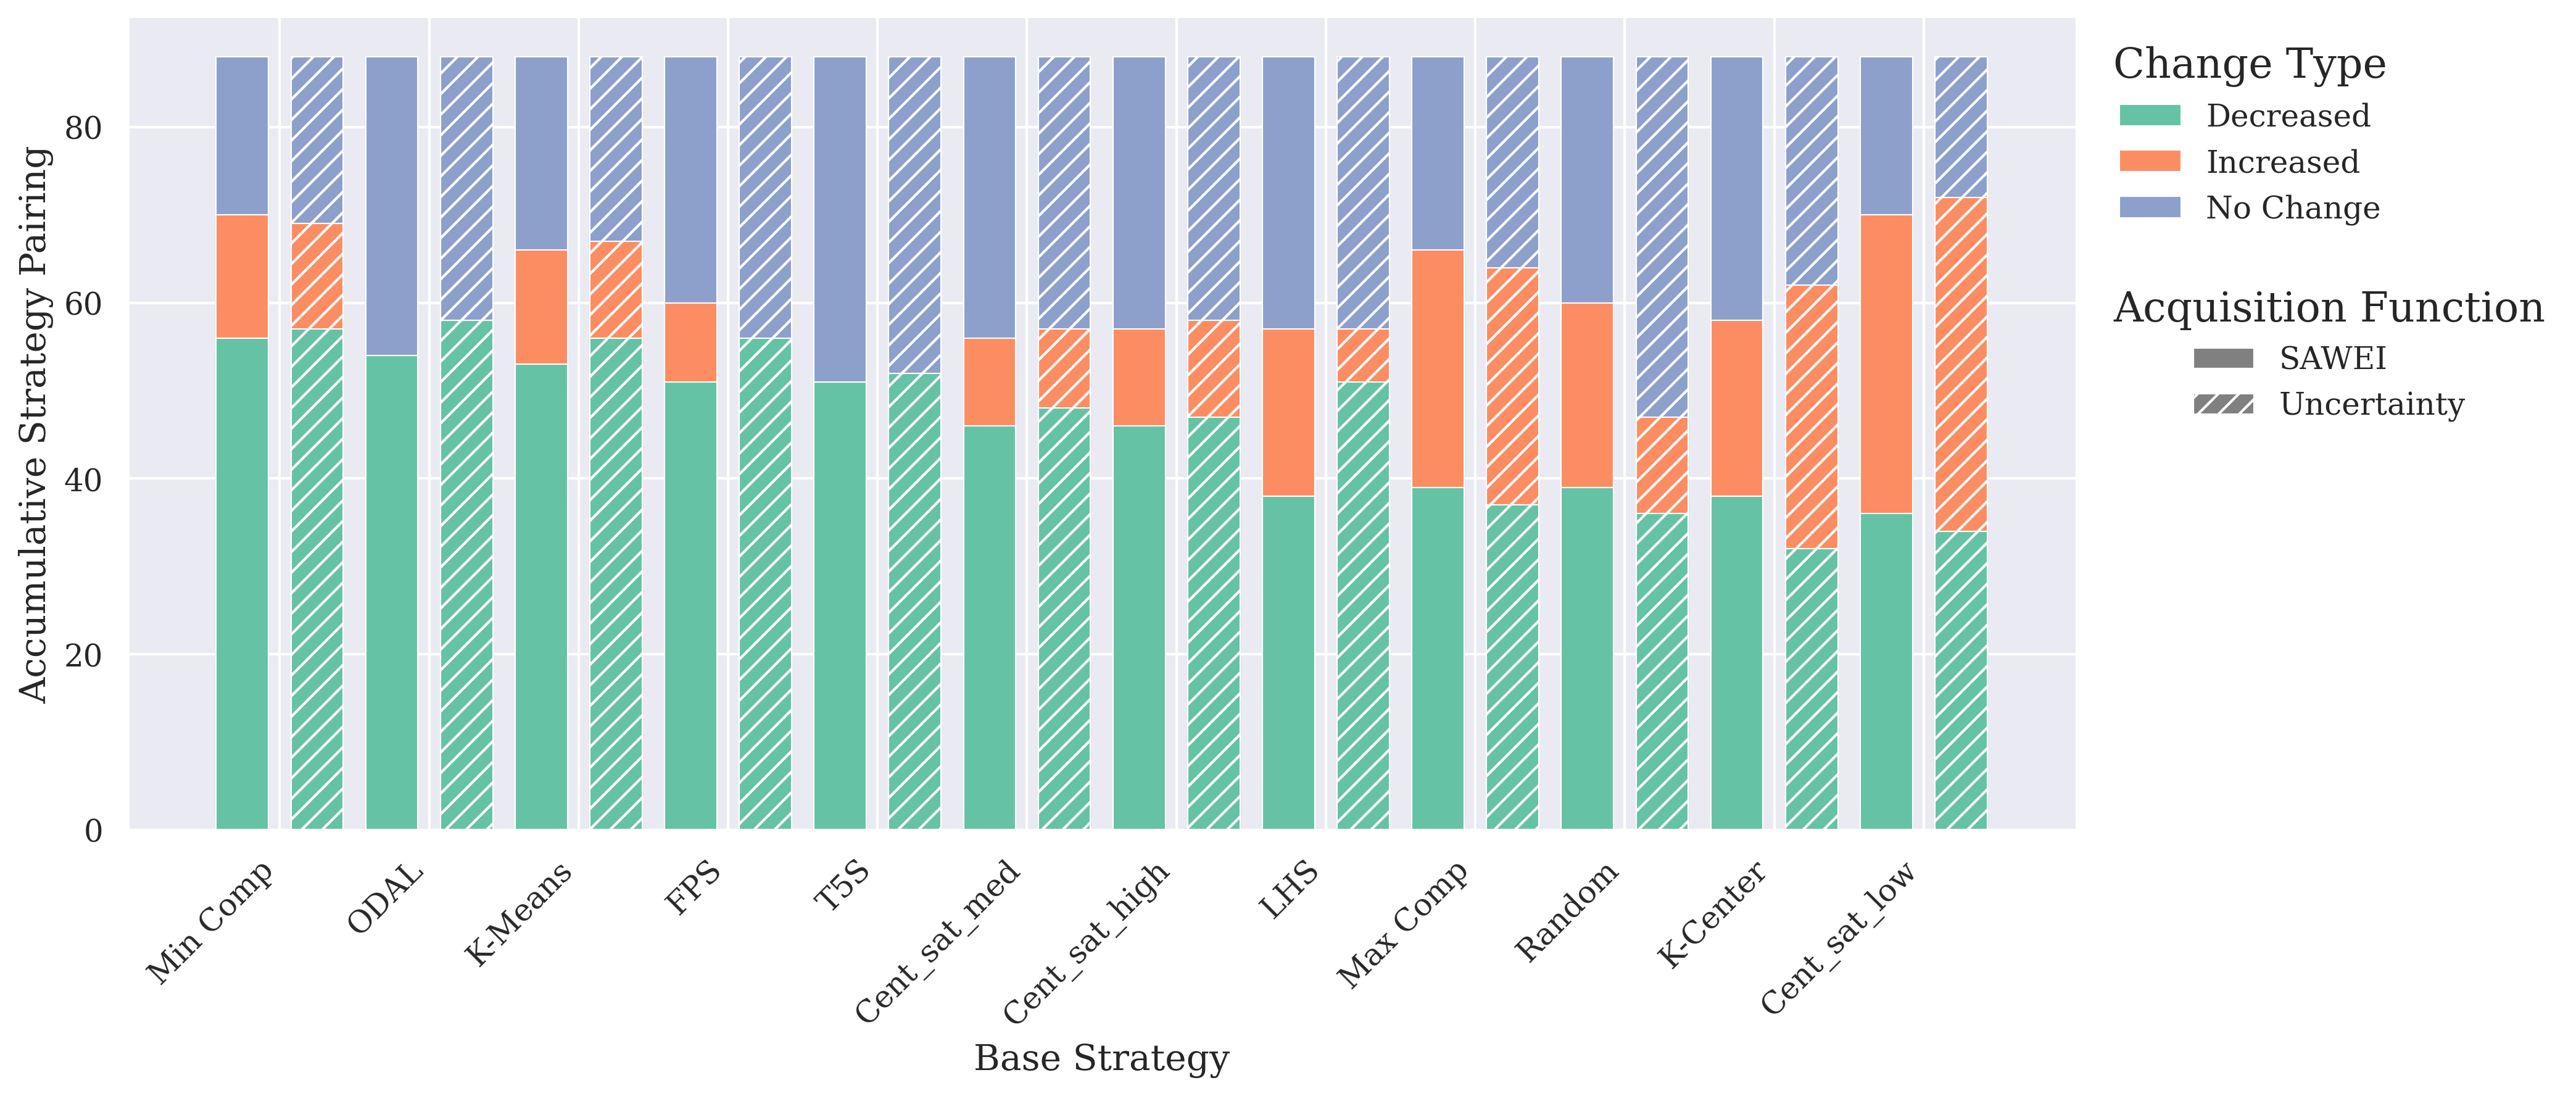 Accumulative Strategy Pairing
80
60
40
20
0
Min Comp
ODAL
K-Means
FPS
T5S
Cent_sat_med
Cent_sat_high
LHS
Max Comp
Random
K-Center
Cent_sat_low
Base Strategy
Change Type
Decreased
Increased
No Change
Acquisition Function
SAWEI
Uncertainty